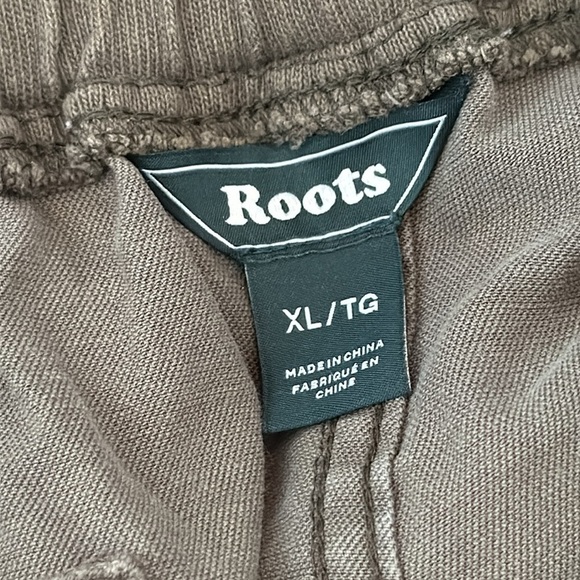 Roots
XL/TG
MADE IN CHINA
FABRIQUÉ EN
CHINE